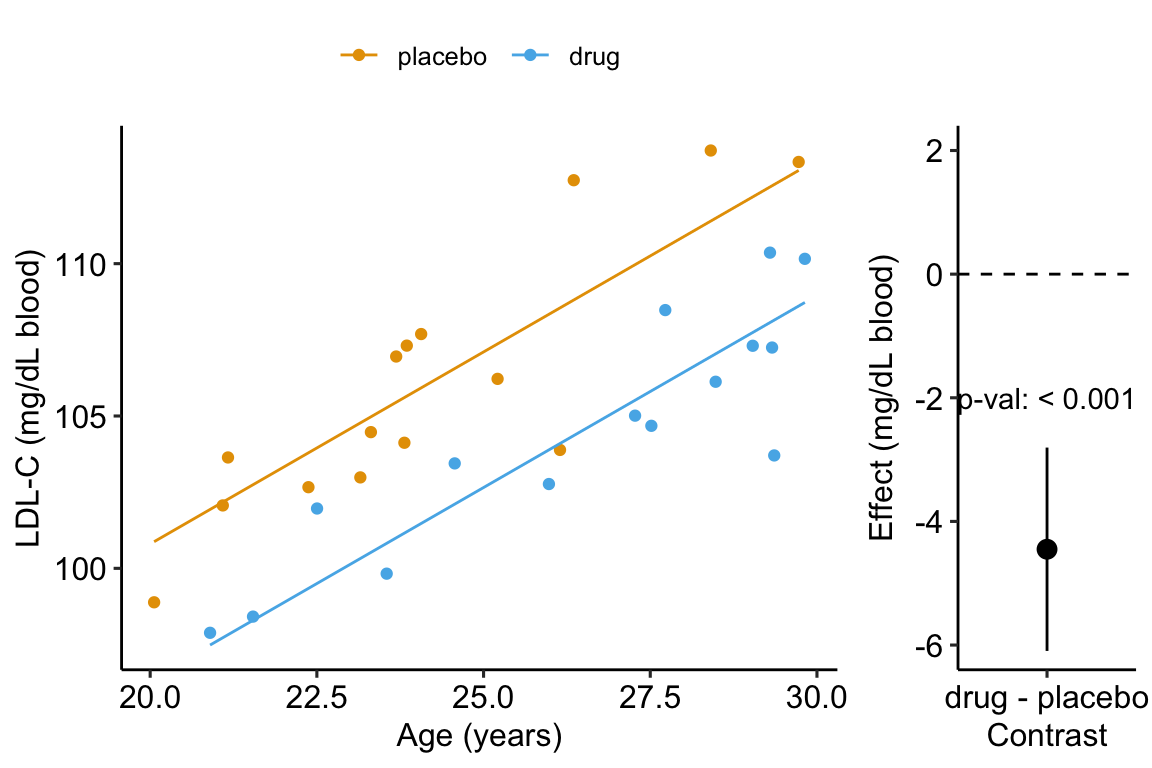 placebo drug
LDL-C (mg/dL blood)
110
105
100
20.0 22.5 25.0 27.5 30.0
Age (years)
Effect (mg/dL blood)
2
0
-2
-4
-6
p-val: < 0.001
drug - placebo
Contrast